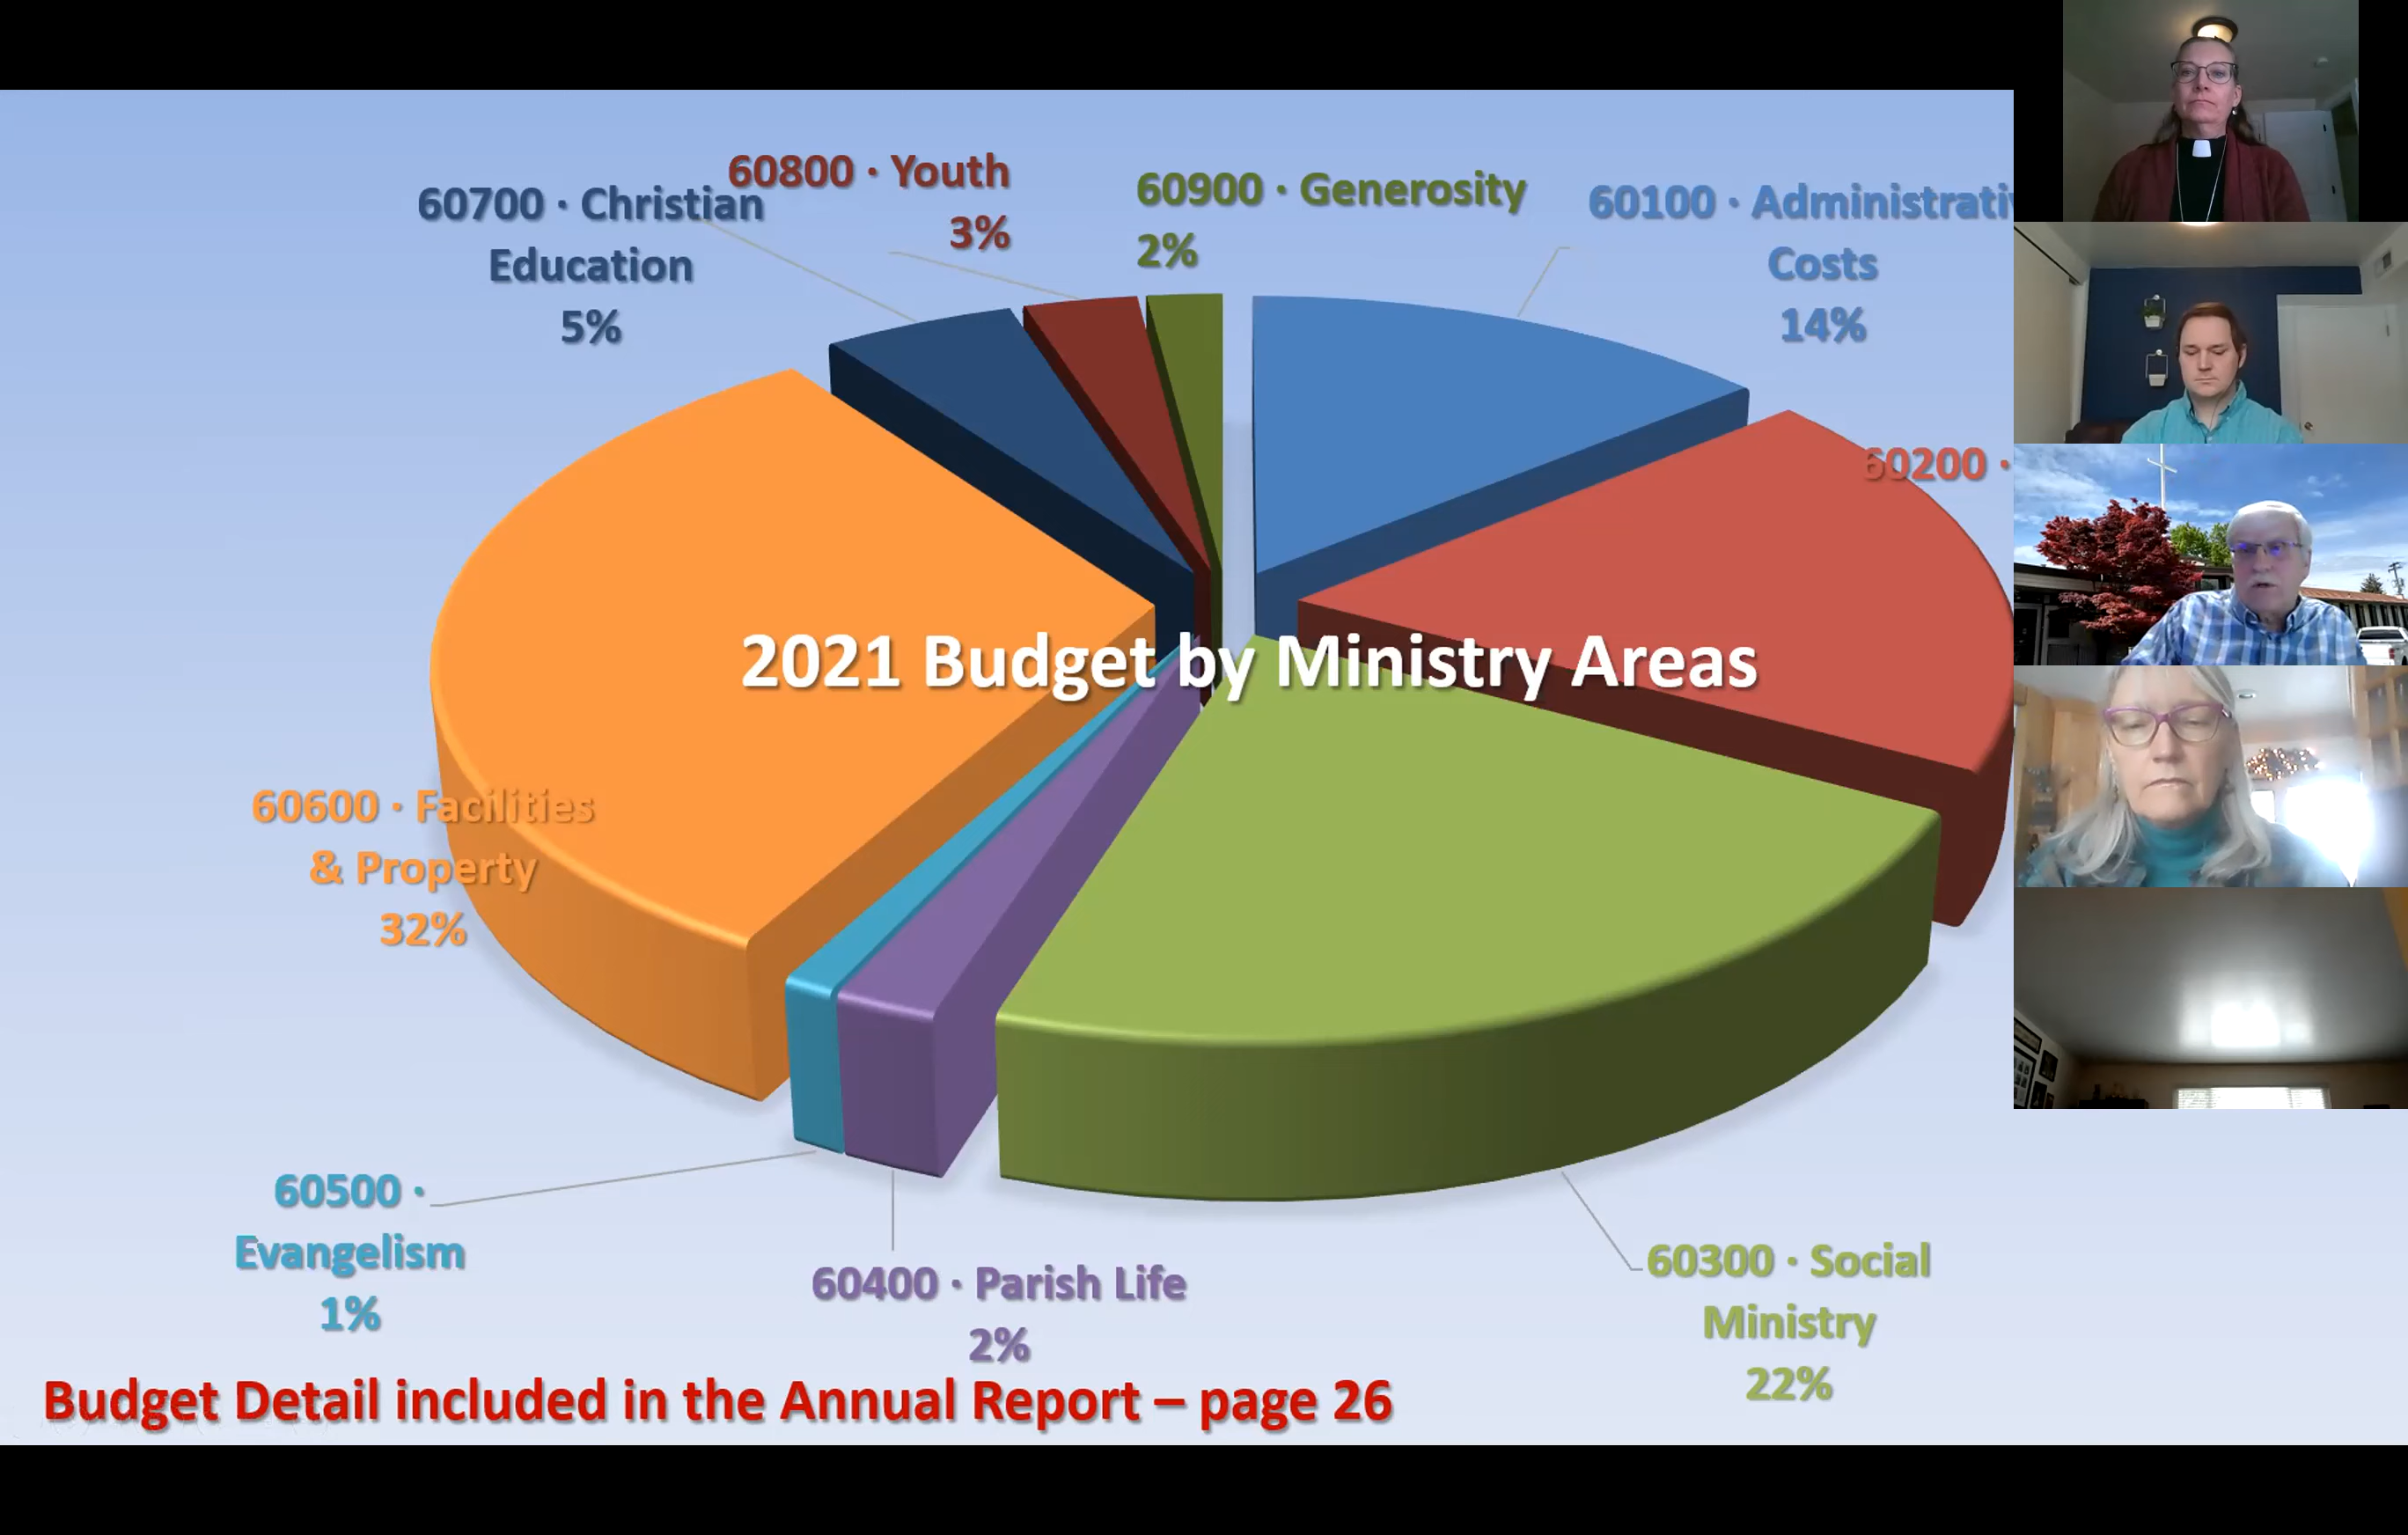 60800 · Youth
3%
60700 · Christian
Education
5%
60900 · Generosity
2%
60100 · Administrativ
Costs
14%
60200 ·
2021 Budget by Ministry Areas
60600 · Facilities
& Property
32%
60500 ·
Evangelism
1%
60400 · Parish Life
2%
60300 · Social
Ministry
22%
Budget Detail included in the Annual Report – page 26